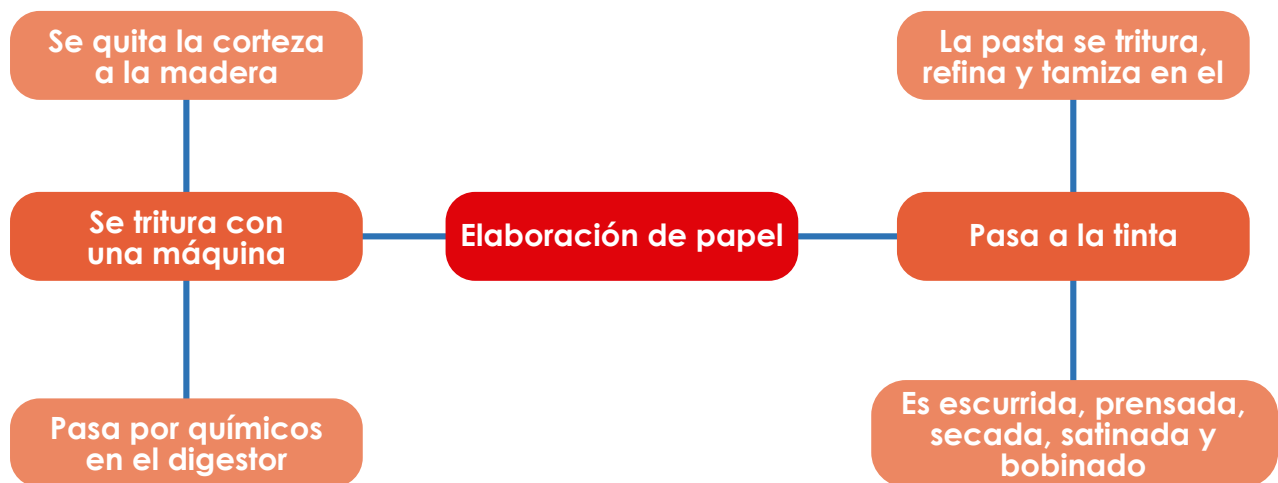 Se quita la corteza
a la madera
La pasta se tritura,
refina y tamiza en el
Se tritura con
una máquina
Elaboración de papel
Pasa a la tinta
Pasa por químicos
en el digestor
Es escurrida, prensada,
secada, satinada y
bobinado